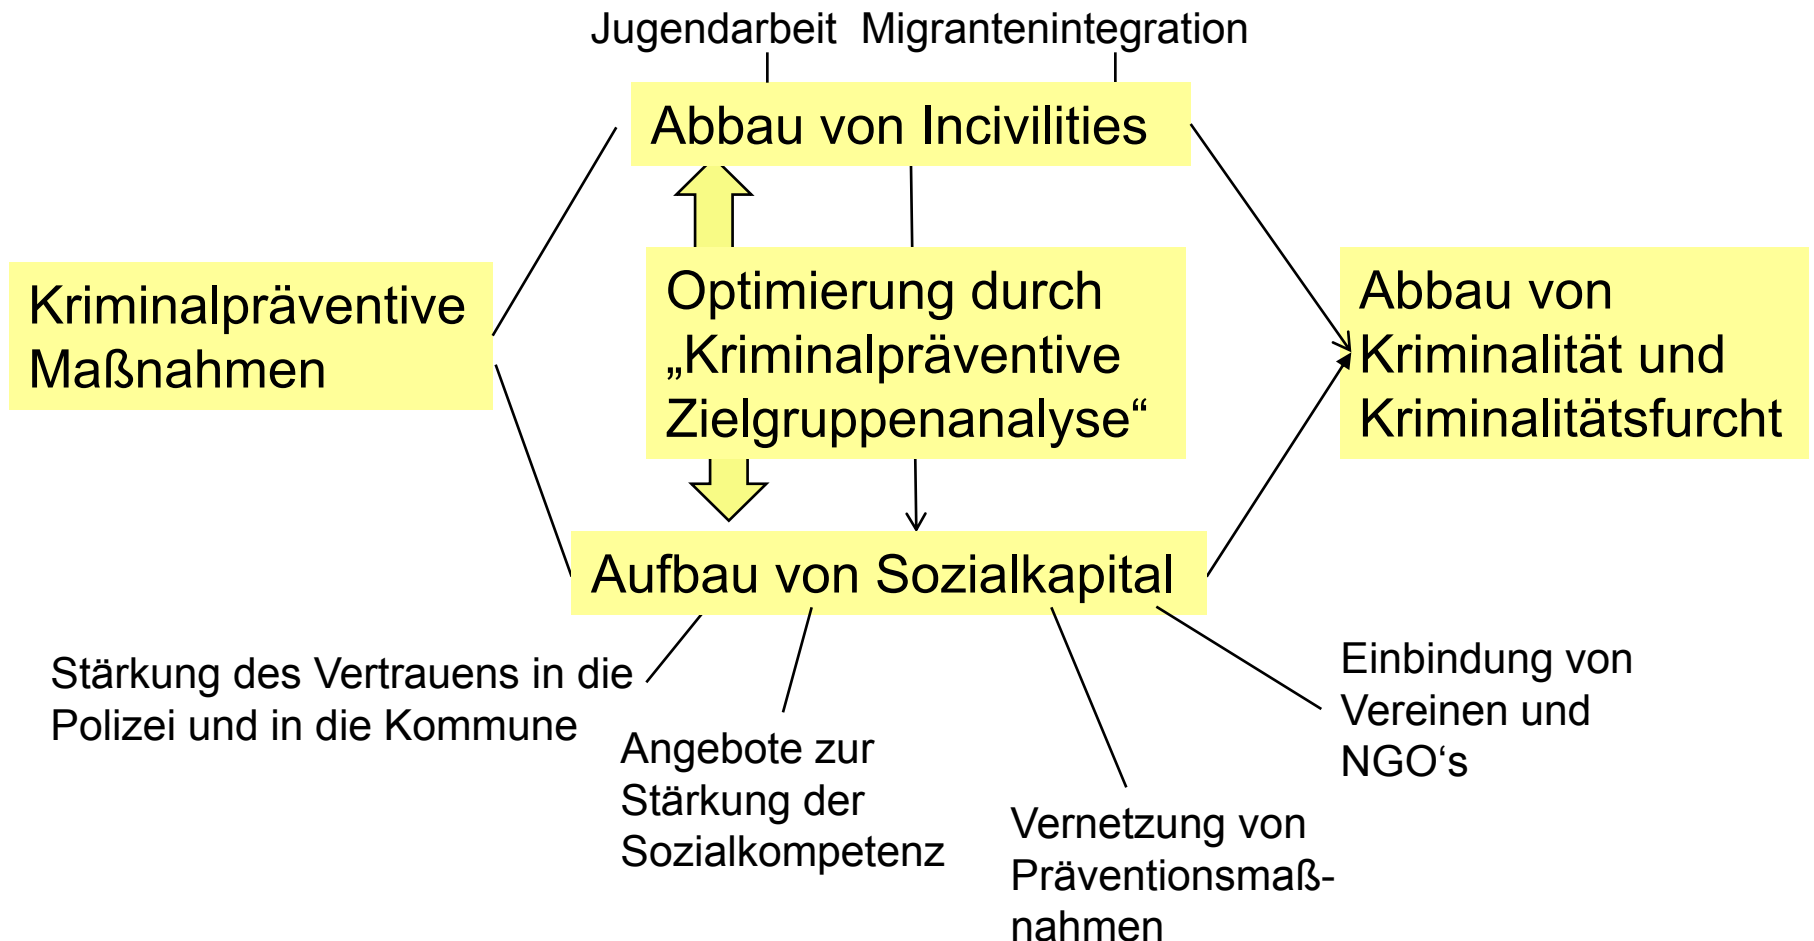 Jugendarbeit Migrantenintegration
Abbau von Incivilities
Kriminalpräventive
Maßnahmen
Optimierung durch
„Kriminalpräventive
Zielgruppenanalyse“
Abbau von
Kriminalität und
Kriminalitätsfurcht
Aufbau von Sozialkapital
Stärkung des Vertrauens in die
Polizei und in die Kommune
Angebote zur
Stärkung der
Sozialkompetenz
Vernetzung von
Präventionsmaß-
nahmen
Einbindung von
Vereinen und
NGO‘s